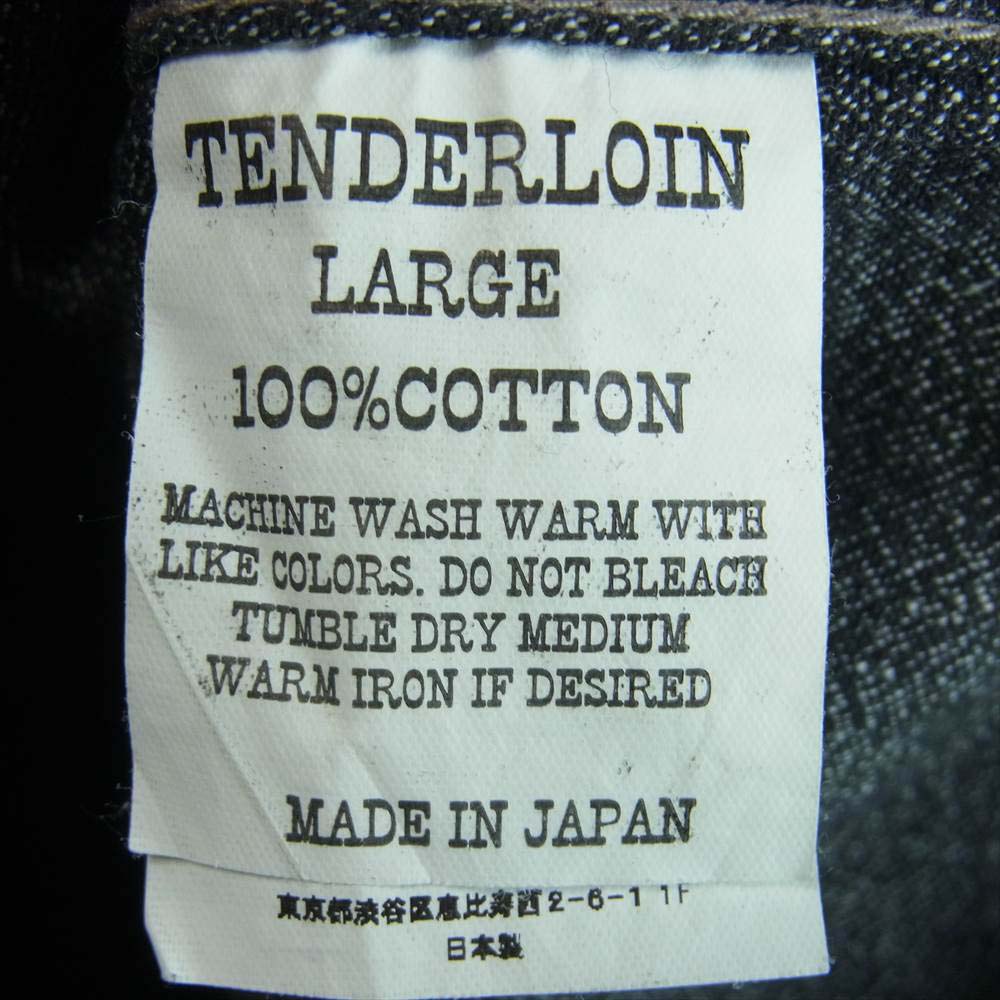 TENDERLOIN
LARGE
100%COTTON
MACHINE WASH WARM WITH
LIKE COLORS. DO NOT BLEACH
TUMBLE DRY MEDIUM
WARM IRON IF DESIRED
MADE IN JAPAN
東京都渋谷区恵比寿西2-6-1 1F
日本製